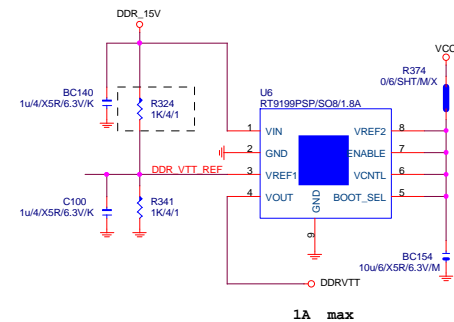 DDR_15V
VCC
BC140
1u/4/X5R/6.3V/K
R324
1K/4/1
U6
RT9199PSP/SO8/1.8A
R374
0/6/SHT/M/X
1 VIN VREF2 8
2 GND ENABLE 7
DDR_VTT_REF 3 VREF1 VCNTL 6
4 VOUT BOOT_SEL 5
GND
9
C100
1u/4/X5R/6.3V/K
R341
1K/4/1
BC154
10u/6/X5R/6.3V/M
DDRVTT
1A max